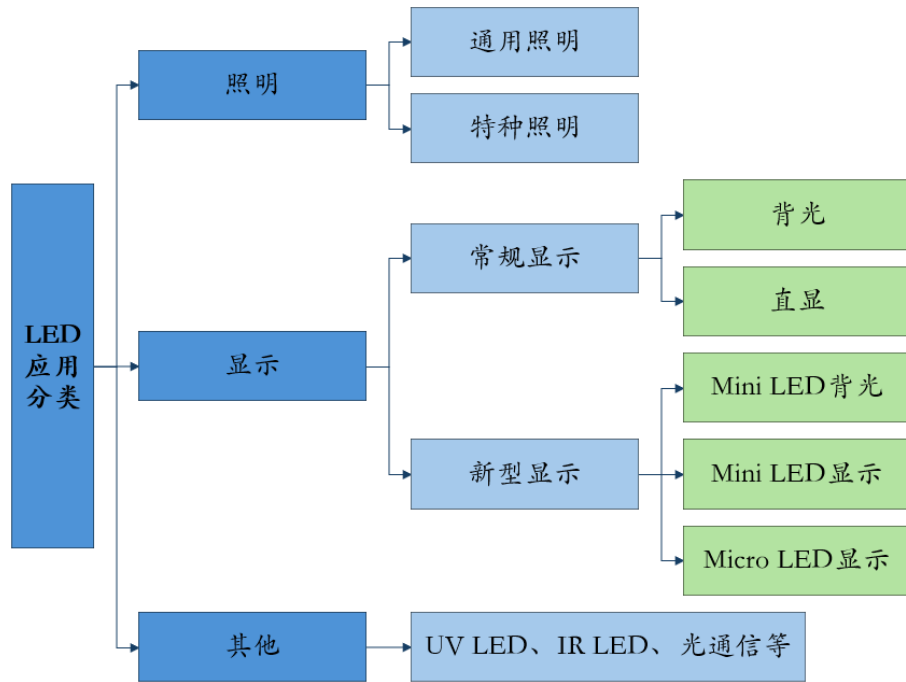 通用照明
照明
特种照明
背光
常规显示
直显
LED
应用
分类
显示
Mini LED背光
新型显示
Mini LED显示
Micro LED显示
其他
UV LED、IR LED、光通信等